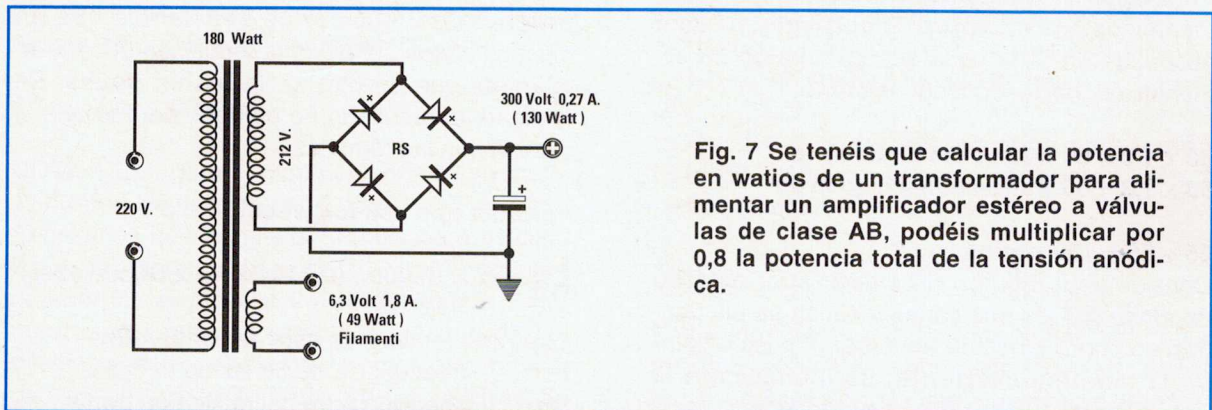 180 Watt
220 V.
212 V.
RS
300 Volt 0,27 A.
( 130 Watt )
+
6,3 Volt 1,8 A.
( 49 Watt )
Filamenti
Fig. 7 Se tenéis que calcular la potencia
en watios de un transformador para ali-
mentar un amplificador estéreo a válvu-
las de clase AB, podéis multiplicar por
0,8 la potencia total de la tensión anódi-
ca.